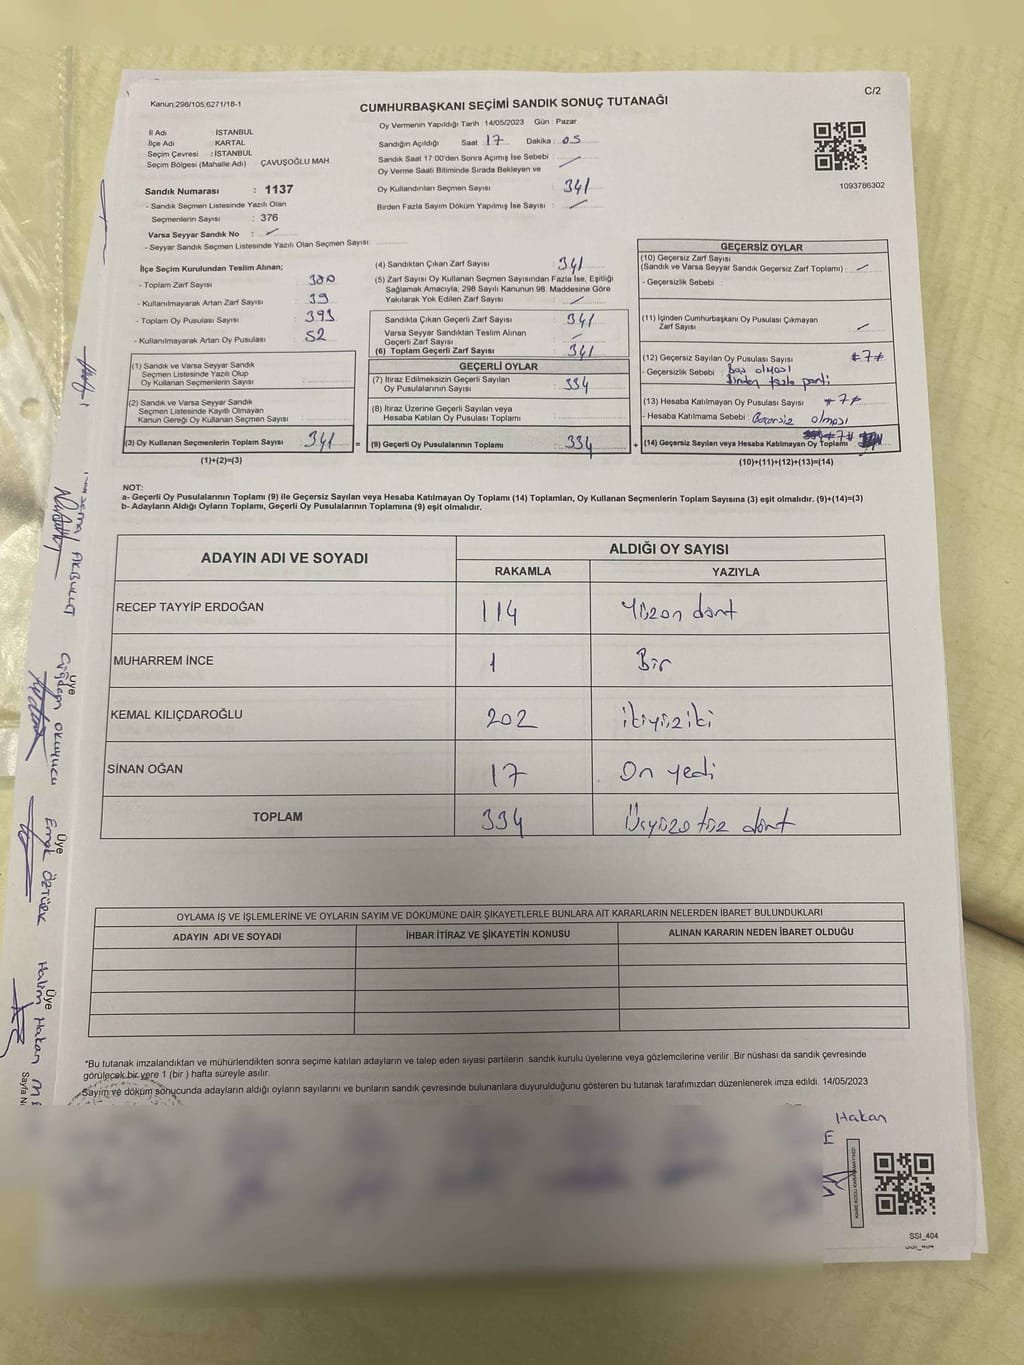 C/2
Kanun;298/105;6271/18-1
CUMHURBAŞKANI SEÇİMİ SANDIK SONUÇ TUTANAĞI
Oy Vermenin Yapıldığı Tarih : 14/05/2023 Gün : Pazar
İl Adı : İSTANBUL
İlçe Adı : KARTAL
Seçim Çevresi : İSTANBUL
Seçim Bölgesi (Mahalle Adı) ÇAVUŞOĞLU MAH.
Sandığın Açıldığı Saat 17 Dakika : 05
Sandık Saat 17:00'den Sonra Açılmış İse Sebebi :
Oy Verme Saati Bitiminde Sırada Bekleyen ve
Oy Kullandırılan Seçmen Sayısı : 341
Birden Fazla Sayım Döküm Yapılmış İse Sayısı :
1093786302
Sandık Numarası : 1137
- Sandık Seçmen Listesinde Yazılı Olan
Seçmenlerin Sayısı : 376
Varsa Seyyar Sandık No :
- Seyyar Sandık Seçmen Listesinde Yazılı Olan Seçmen Sayısı:
İlçe Seçim Kurulundan Teslim Alınan;
- Toplam Zarf Sayısı : 380
- Kullanılmayarak Artan Zarf Sayısı : 39
- Toplam Oy Pusulası Sayısı : 393
- Kullanılmayarak Artan Oy Pusulası : 52
(4) Sandıktan Çıkan Zarf Sayısı : 341
(5) Zarf Sayısı Oy Kullanan Seçmen Sayısından Fazla İse, Eşitliği
Sağlamak Amacıyla; 298 Sayılı Kanunun 98. Maddesine Göre
Yakılarak Yok Edilen Zarf Sayısı :
Sandıkta Çıkan Geçerli Zarf Sayısı : 341
Varsa Seyyar Sandıktan Teslim Alınan
Geçerli Zarf Sayısı :
(6) Toplam Geçerli Zarf Sayısı : 341
GEÇERSİZ OYLAR
(10) Geçersiz Zarf Sayısı
(Sandık ve Varsa Seyyar Sandık Geçersiz Zarf Toplamı) :
- Geçersizlik Sebebi :
(11) İçinden Cumhurbaşkanı Oy Pusulası Çıkmayan
Zarf Sayısı
(12) Geçersiz Sayılan Oy Pusulası Sayısı #7#
- Geçersizlik Sebebi : Boş olması
Birden fazla parti
(13) Hesaba Katılmayan Oy Pusulası Sayısı #7#
- Hesaba Katılmama Sebebi : Geçersiz olması
(14) Geçersiz Sayılan veya Hesaba Katılmayan Oy Toplamı #7#
(10)+(11)+(12)+(13)=(14)
(1) Sandık ve Varsa Seyyar Sandık
Seçmen Listesinde Yazılı Olup
Oy Kullanan Seçmenlerin Sayısı :
(2) Sandık ve Varsa Seyyar Sandık
Seçmen Listesinde Kayıtlı Olmayan
Kanun Gereği Oy Kullanan Seçmen Sayısı :
(3) Oy Kullanan Seçmenlerin Toplam Sayısı : 341 =
(1)+(2)=(3)
GEÇERLİ OYLAR
(7) İtiraz Edilmeksizin Geçerli Sayılan
Oy Pusulalarının Sayısı : 334
(8) İtiraz Üzerine Geçerli Sayılan veya
Hesaba Katılan Oy Pusulası Toplamı :
(9) Geçerli Oy Pusulalarının Toplamı : 334 +
NOT:
a- Geçerli Oy Pusulalarının Toplamı (9) ile Geçersiz Sayılan veya Hesaba Katılmayan Oy Toplamı (14) Toplamları, Oy Kullanan Seçmenlerin Toplam Sayısına (3) eşit olmalıdır. (9)+(14)=(3)
b- Adayların Aldığı Oyların Toplamı, Geçerli Oy Pusulalarının Toplamına (9) eşit olmalıdır.
ADAYIN ADI VE SOYADI ALDIĞI OY SAYISI
RAKAMLA YAZIYLA
RECEP TAYYİP ERDOĞAN 114 Yüzon dört
MUHARREM İNCE 1 Bir
KEMAL KILIÇDAROĞLU 202 ikiyüziki
SİNAN OĞAN 17 On yedi
TOPLAM 334 Üçyüzotuz dört
OYLAMA İŞ VE İŞLEMLERİNE VE OYLARIN SAYIM VE DÖKÜMÜNE DAİR ŞİKAYETLERLE BUNLARA AİT KARARLARIN NELERDEN İBARET BULUNDUKLARI
ADAYIN ADI VE SOYADI İHBAR İTİRAZ VE ŞİKAYETİN KONUSU ALINAN KARARIN NEDEN İBARET OLDUĞU
*Bu tutanak imzalandıktan ve mühürlendikten sonra seçime katılan adayların ve talep eden siyasi partilerin sandık kurulu üyelerine veya gözlemcilerine verilir .Bir nüshası da sandık çevresinde
görülecek bir yere 1 (bir ) hafta süreyle asılır.
Sayım ve döküm sonucunda adayların aldığı oyların sayılarını ve bunların sandık çevresinde bulunanlara duyurulduğunu gösteren bu tutanak tarafımızdan düzenlenerek imza edildi. 14/05/2023
AKBULUT
Üye
Çiğdem OKUYUCU
Üye
Emek ÖZTÜRK
Üye
Halim Hakan
Hakan
SSI_404